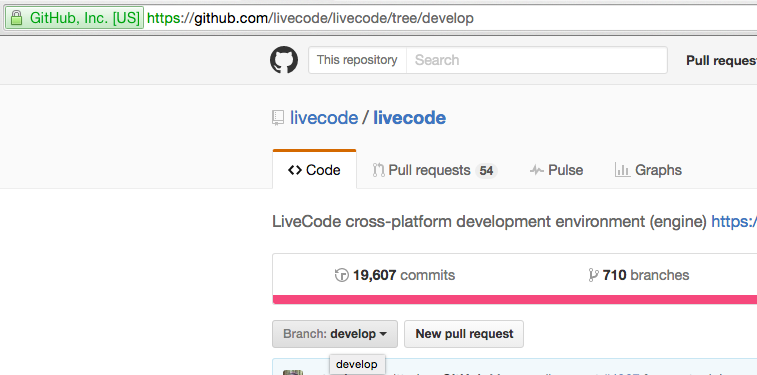 GitHub, Inc. [US] https://github.com/livecode/livecode/tree/develop
This repository Search Pull
livecode / livecode
Code Pull requests 54 Pulse Graphs
LiveCode cross-platform development environment (engine)
19,607 commits 710 branches
Branch: develop New pull request
develop